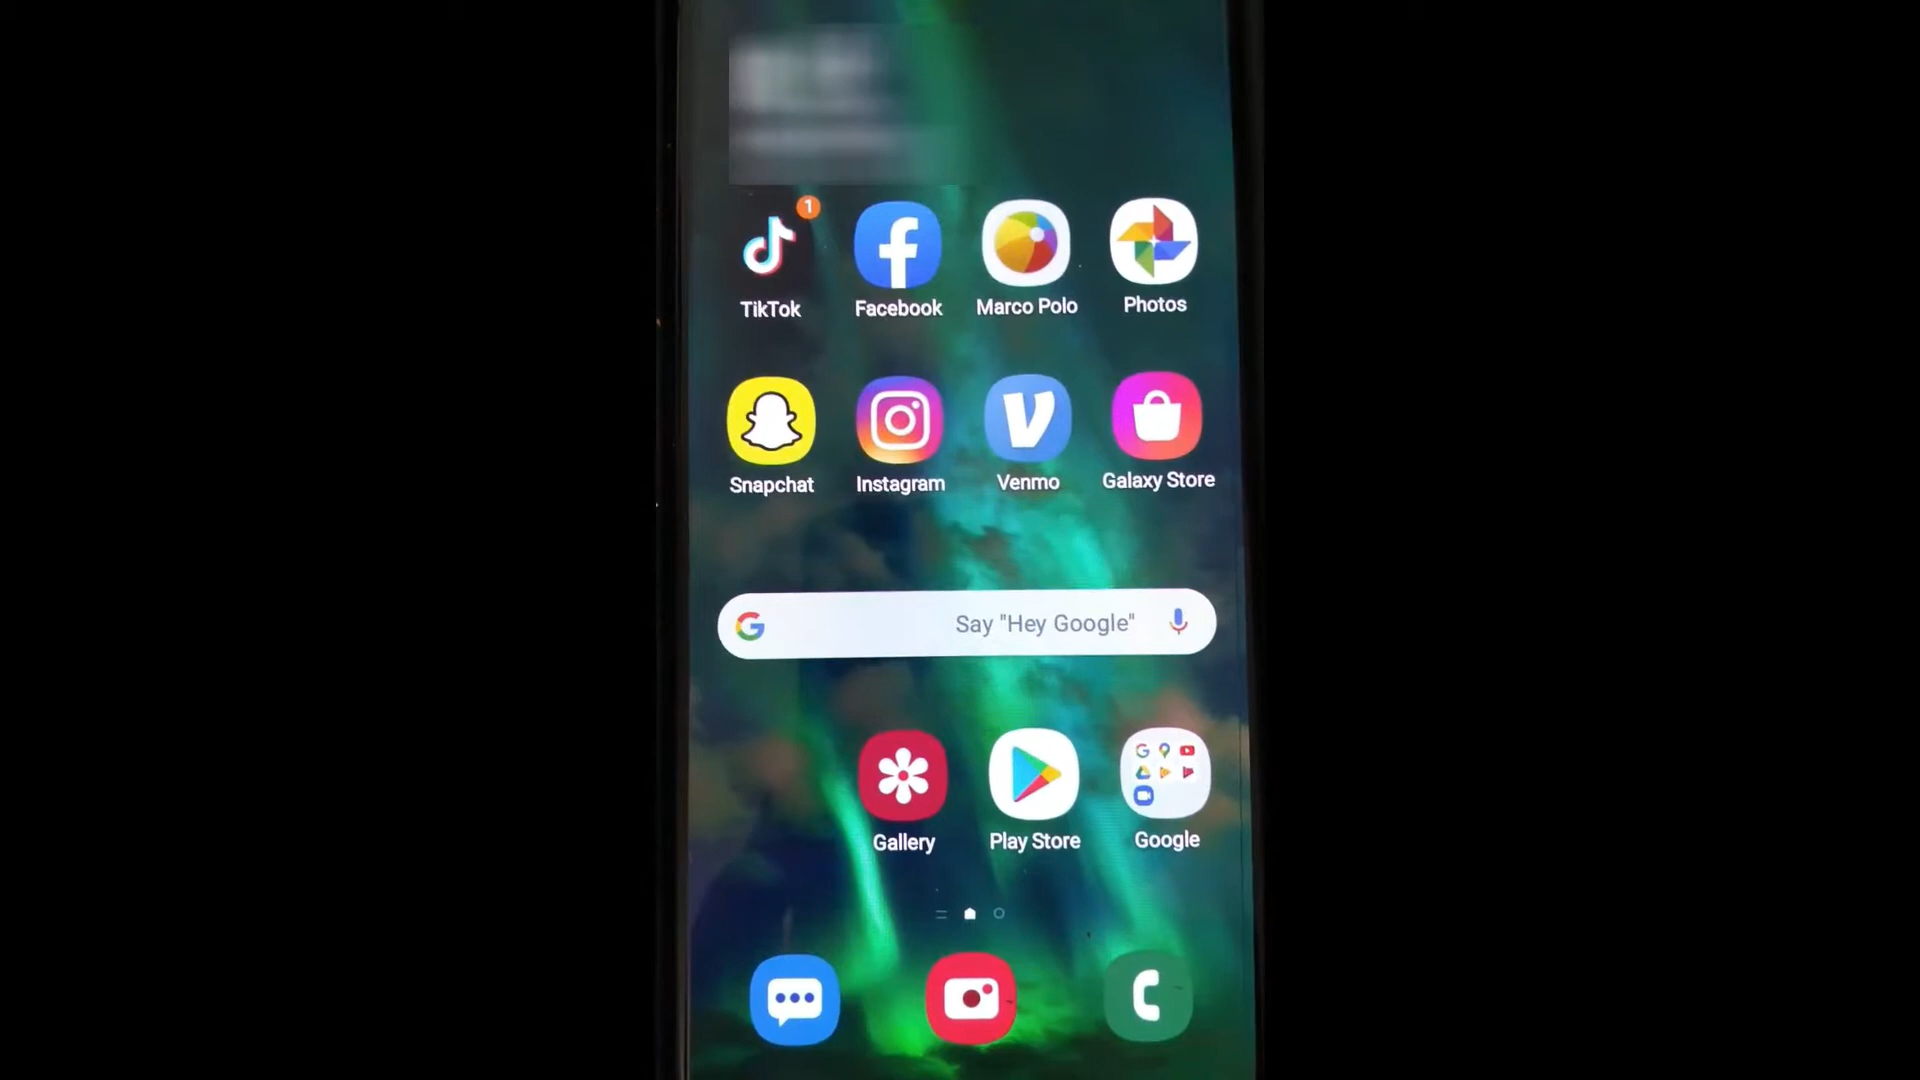 1
TikTok
Facebook
Marco Polo
Photos
Snapchat
Instagram
Venmo
Galaxy Store
Say "Hey Google"
Gallery
Play Store
Google